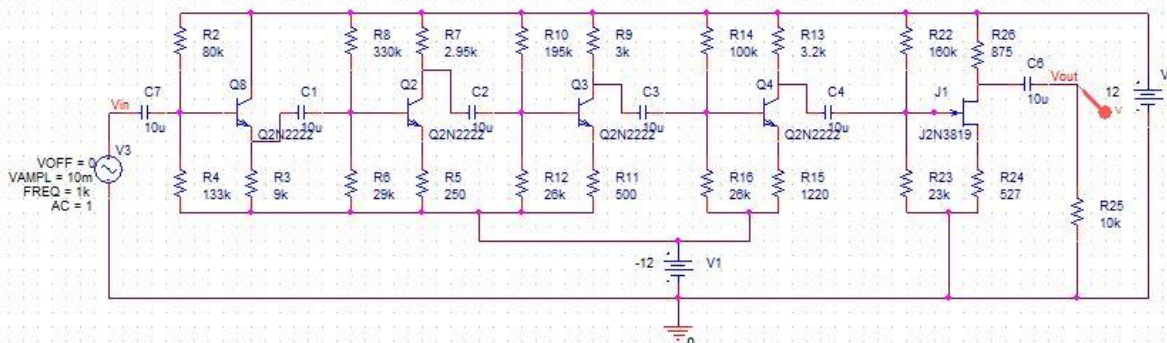 R2
80k
R8
330k
R7
2.95k
R10
195k
R9
3k
R14
100k
R13
3.2k
R22
160k
R26
875
C7
10u
Vin
Q8
Q2N2222
C1
10u
Q2
Q2N2222
C2
10u
Q3
Q2N2222
C3
10u
Q4
Q2N2222
C4
10u
J1
J2N3819
C6
10u
Vout
V
12
V
V3
VOFF = 0
VAMPL = 10m
FREQ = 1k
AC = 1
R4
133k
R3
9k
R6
29k
R5
250
R12
26k
R11
500
R16
26k
R15
1220
R23
23k
R24
527
R25
10k
-12
V1
0